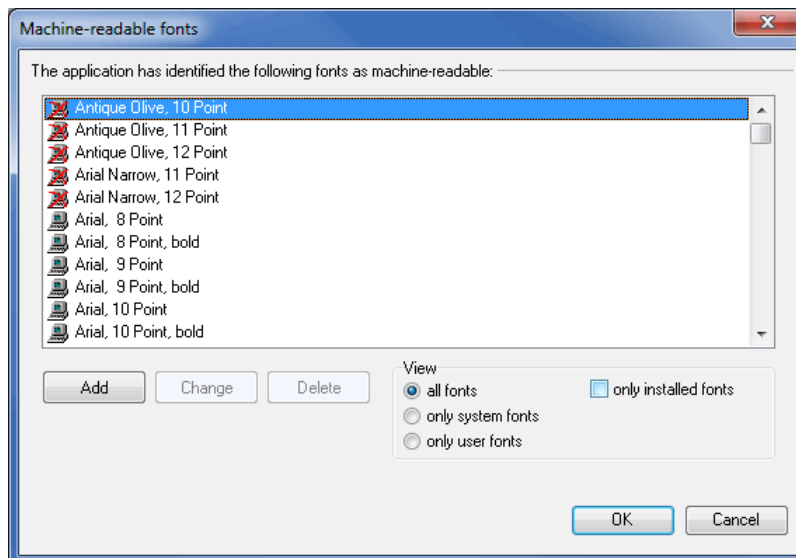 Machine-readable fonts
The application has identified the following fonts as machine-readable:
Antique Olive, 10 Point
Antique Olive, 11 Point
Antique Olive, 12 Point
Arial Narrow, 11 Point
Arial Narrow, 12 Point
Arial,  8 Point
Arial,  8 Point, bold
Arial,  9 Point
Arial,  9 Point, bold
Arial, 10 Point
Arial, 10 Point, bold
Add
Change
Delete
View
all fonts
only installed fonts
only system fonts
only user fonts
OK
Cancel